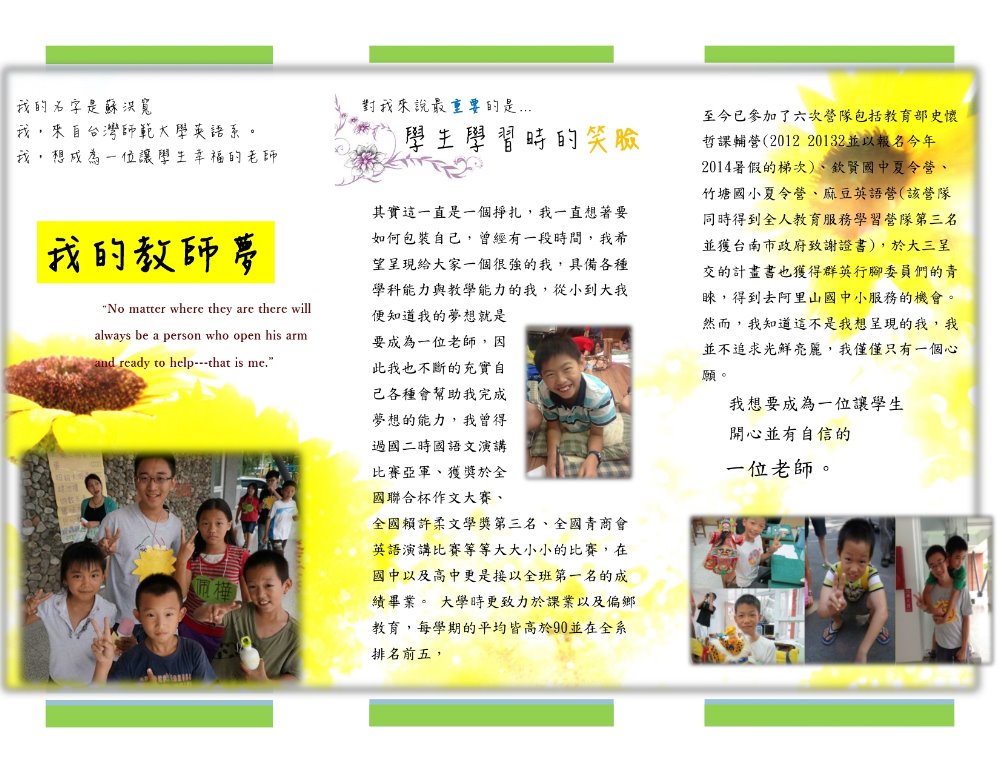 我的名字是蘇洪寬
我，來自台灣師範大學英語系。
我，想成為一位讓學生幸福的老師
我的教師夢
“No matter where they are there will
always be a person who open his arm
and ready to help---that is me.”
對我來說最重要的是...
學生學習時的笑臉
其實這一直是一個掙扎，我一直想著要
如何包裝自己，曾經有一段時間，我希
望呈現給大家一個很強的我，具備各種
學科能力與教學能力的我，從小到大我
便知道我的夢想就是
要成為一位老師，因
此我也不斷的充實自
己各種會幫助我完成
夢想的能力，我曾得
過國二時國語文演講
比賽亞軍、獲獎於全
國聯合杯作文大賽、
全國賴許柔文學獎第三名、全國青商會
英語演講比賽等等大大小小的比賽，在
國中以及高中更是接以全班第一名的成
績畢業。 大學時更致力於課業以及偏鄉
教育，每學期的平均皆高於90並在全系
排名前五，
至今已參加了六次營隊包括教育部史懷
哲課輔營(2012 20132並以報名今年
2014暑假的梯次)、欽賢國中夏令營、
竹塘國小夏令營、麻豆英語營(該營隊
同時得到全人教育服務學習營隊第三名
並獲台南市政府致謝證書)，於大三呈
交的計畫書也獲得群英行腳委員們的青
睞，得到去阿里山國中小服務的機會。
然而，我知道這不是我想呈現的我，我
並不追求光鮮亮麗，我僅僅只有一個心
願。
我想要成為一位讓學生
開心並有自信的
一位老師。